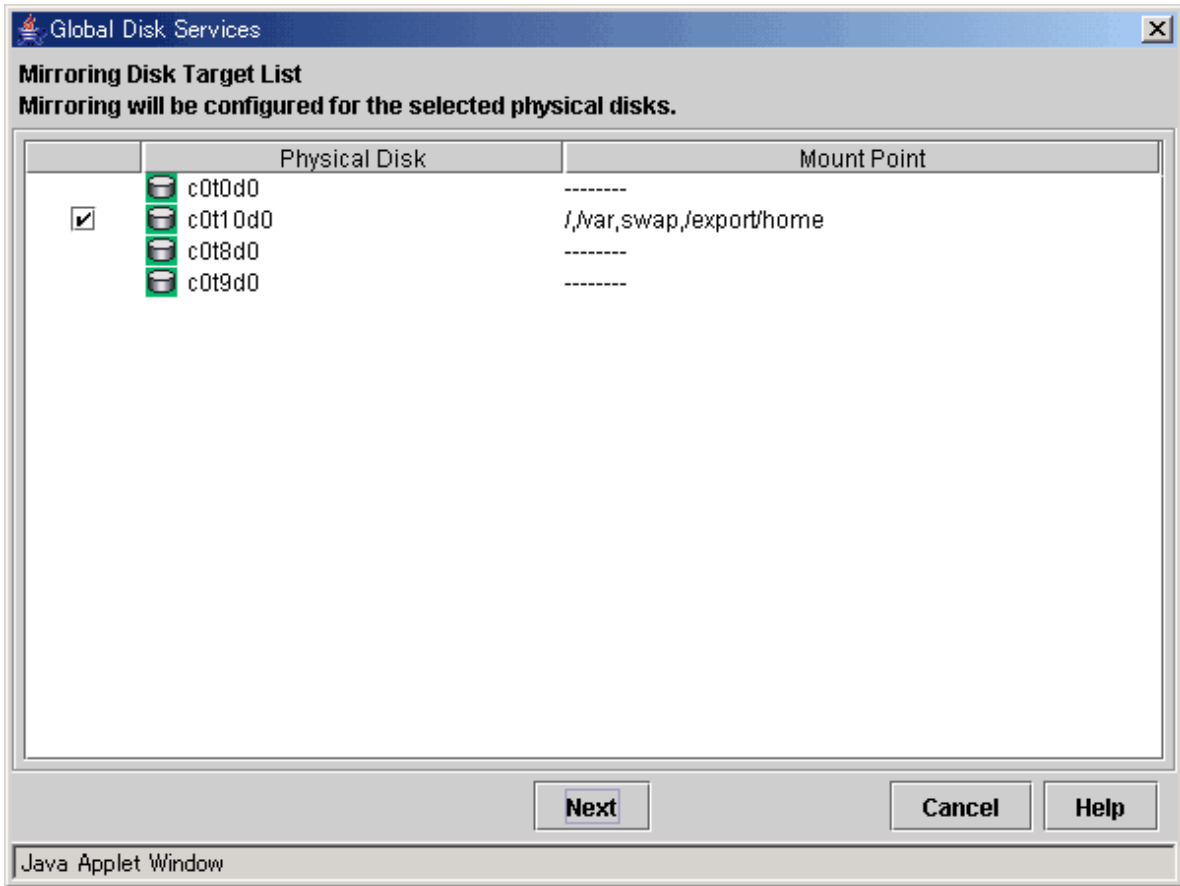 Global Disk Services
Mirroring Disk Target List
Mirroring will be configured for the selected physical disks.
Physical Disk Mount Point
c0t0d0 --------
c0t10d0 /,/var,swap,/export/home
c0t8d0 --------
c0t9d0 --------
Next Cancel Help
Java Applet Window